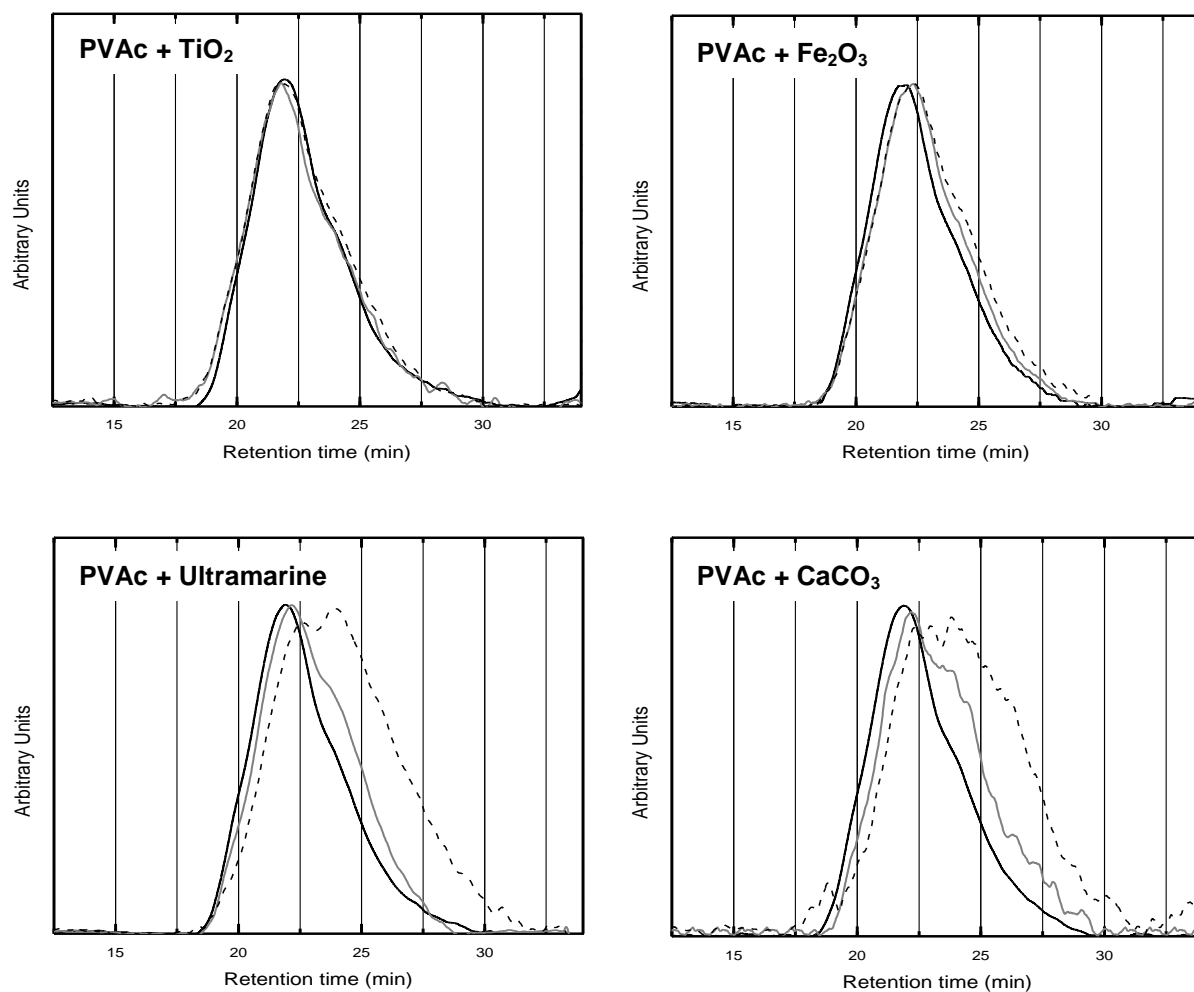 PVAc + TiO₂
Arbitrary Units
15 20 25 30
Retention time (min)
PVAc + Fe₂O₃
Arbitrary Units
15 20 25 30
Retention time (min)
PVAc + Ultramarine
Arbitrary Units
15 20 25 30
Retention time (min)
PVAc + CaCO₃
Arbitrary Units
15 20 25 30
Retention time (min)